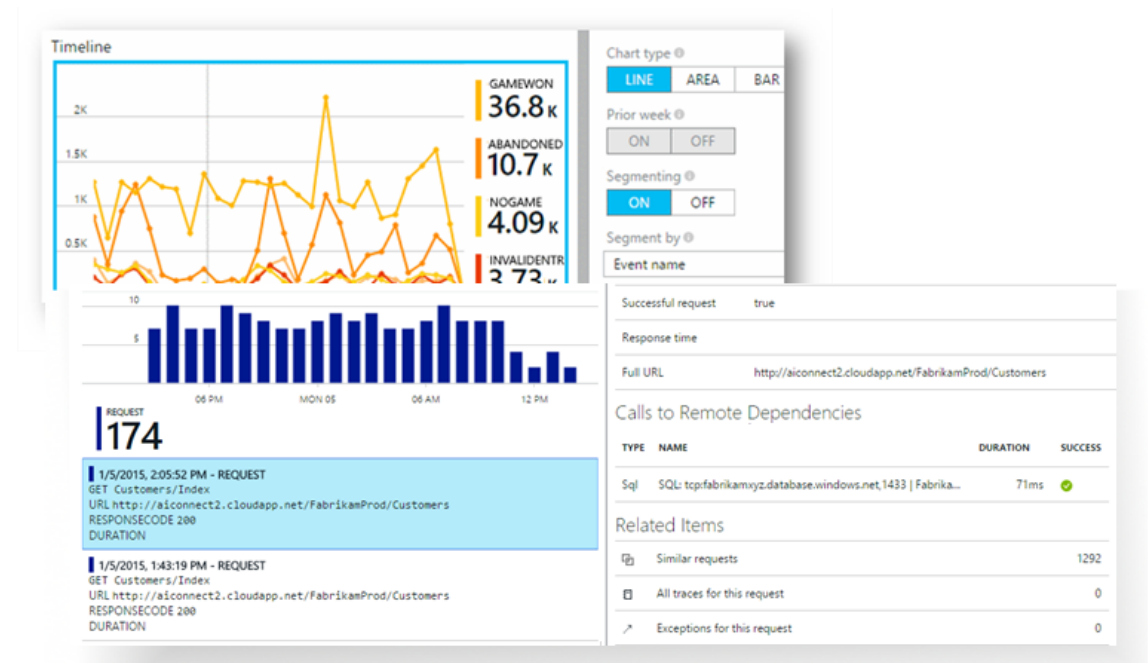 Timeline
2K
1.5K
1K
0.5K
GAMEWON
36.8 K
ABANDONED
10.7 K
NOGAME
4.09 K
INVALIDENTR
3.73 K
Chart type
LINE AREA BAR
Prior week
ON OFF
Segmenting
ON OFF
Segment by
Event name
10
5
06 PM MON 05 06 AM 12 PM
REQUEST
174
1/5/2015, 2:05:52 PM - REQUEST
GET Customers/Index
URL http://aiconnect2.cloudapp.net/FabrikamProd/Customers
RESPONSECODE 200
DURATION
1/5/2015, 1:43:19 PM - REQUEST
GET Customers/Index
URL http://aiconnect2.cloudapp.net/FabrikamProd/Customers
RESPONSECODE 200
DURATION
Successful request true
Response time
Full URL http://aiconnect2.cloudapp.net/FabrikamProd/Customers
Calls to Remote Dependencies
TYPE NAME DURATION SUCCESS
Sql SQL: tcp:fabrikamxyz.database.windows.net,1433 | Fabrika... 71ms
Related Items
Similar requests 1292
All traces for this request 0
Exceptions for this request 0